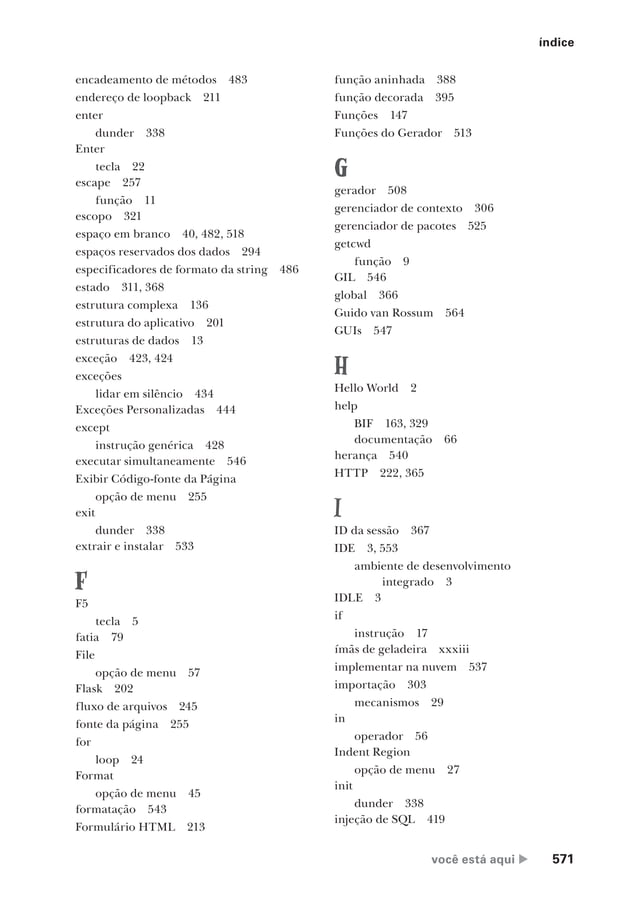 índice
encadeamento de métodos 483
endereço de loopback 211
enter
dunder 338
Enter
tecla 22
escape 257
função 11
escopo 321
espaço em branco 40, 482, 518
espaços reservados dos dados 294
especificadores de formato da string 486
estado 311, 368
estrutura complexa 136
estrutura do aplicativo 201
estruturas de dados 13
exceção 423, 424
exceções
lidar em silêncio 434
Exceções Personalizadas 444
except
instrução genérica 428
executar simultaneamente 546
Exibir Código-fonte da Página
opção de menu 255
exit
dunder 338
extrair e instalar 533
F
F5
tecla 5
fatia 79
File
opção de menu 57
Flask 202
fluxo de arquivos 245
fonte da página 255
for
loop 24
Format
opção de menu 45
formatação 543
Formulário HTML 213
função aninhada 388
função decorada 395
Funções 147
Funções do Gerador 513
G
gerador 508
gerenciador de contexto 306
gerenciador de pacotes 525
getcwd
função 9
GIL 546
global 366
Guido van Rossum 564
GUIs 547
H
Hello World 2
help
BIF 163, 329
documentação 66
herança 540
HTTP 222, 365
I
ID da sessão 367
IDE 3, 553
ambiente de desenvolvimento
integrado 3
IDLE 3
if
instrução 17
ímãs de geladeira xxxiii
implementar na nuvem 537
importação 303
mecanismos 29
in
operador 56
Indent Region
opção de menu 27
init
dunder 338
injeção de SQL 419
você está aqui ▶ 571